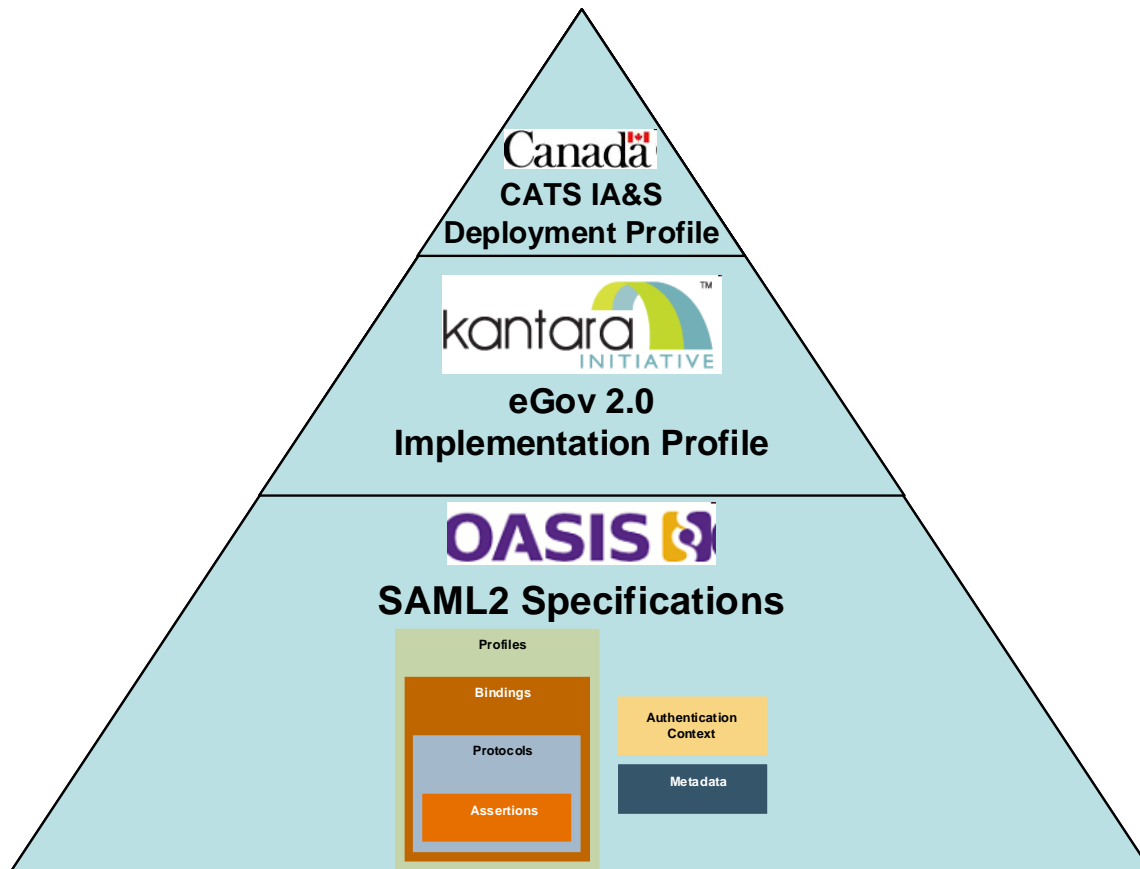 Canada
CATS IA&S
Deployment Profile
kantara
TM
INITIATIVE
eGov 2.0
Implementation Profile
OASIS
SAML2 Specifications
Profiles
Bindings
Protocols
Assertions
Authentication
Context
Metadata